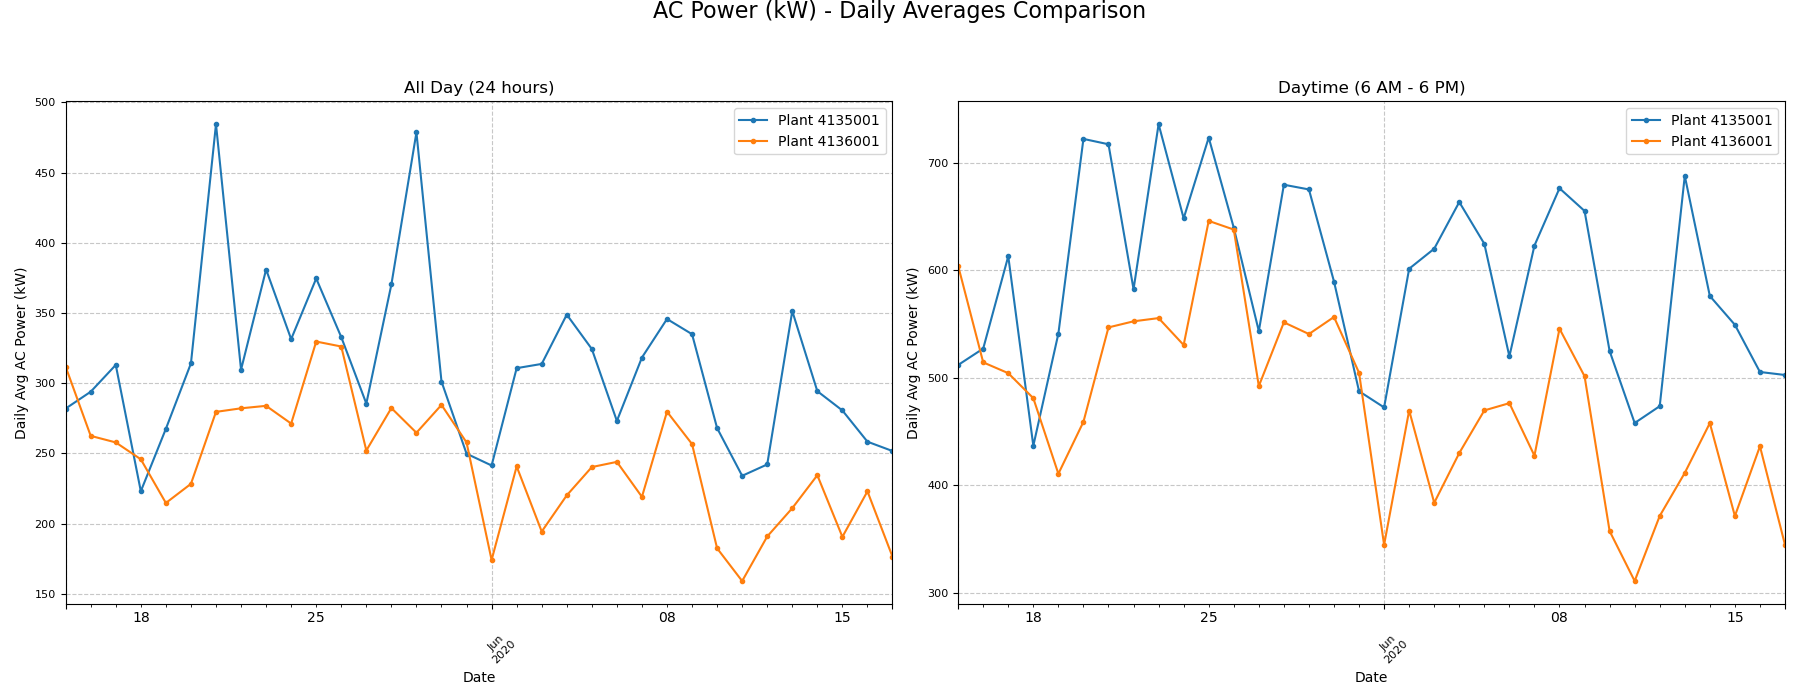 AC Power (kW) - Daily Averages Comparison
All Day (24 hours)
Daily Avg AC Power (kW)
500
450
400
350
300
250
200
150
Plant 4135001
Plant 4136001
18
25
Jun
2020
08
15
Date
Daytime (6 AM - 6 PM)
Daily Avg AC Power (kW)
700
600
500
400
300
Plant 4135001
Plant 4136001
18
25
Jun
2020
08
15
Date